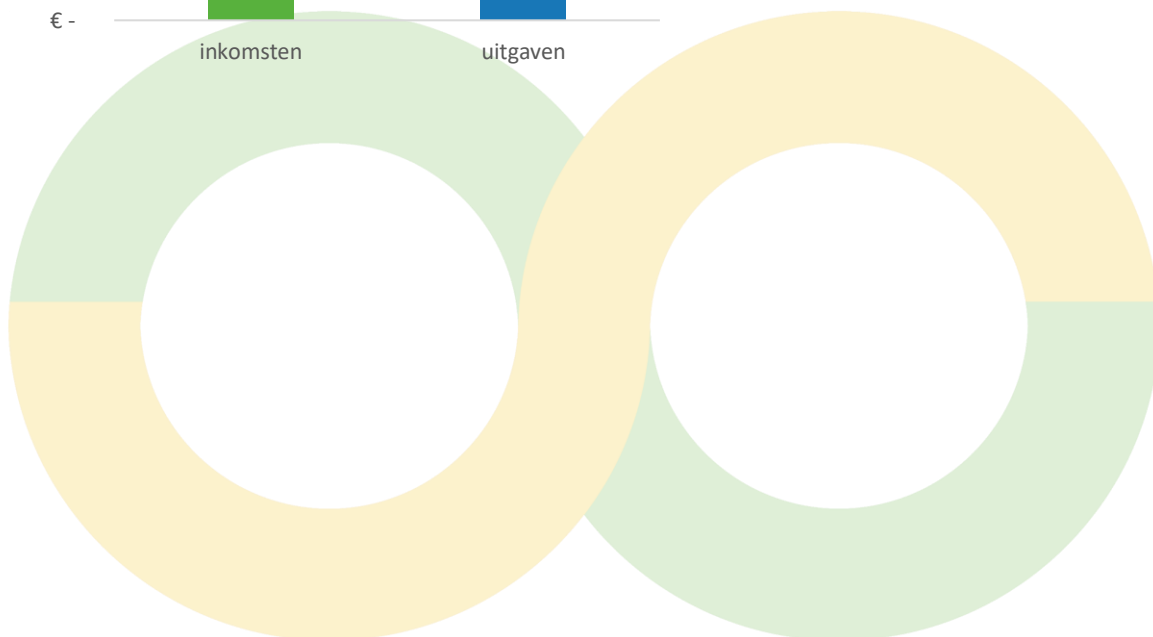 € -
inkomsten uitgaven